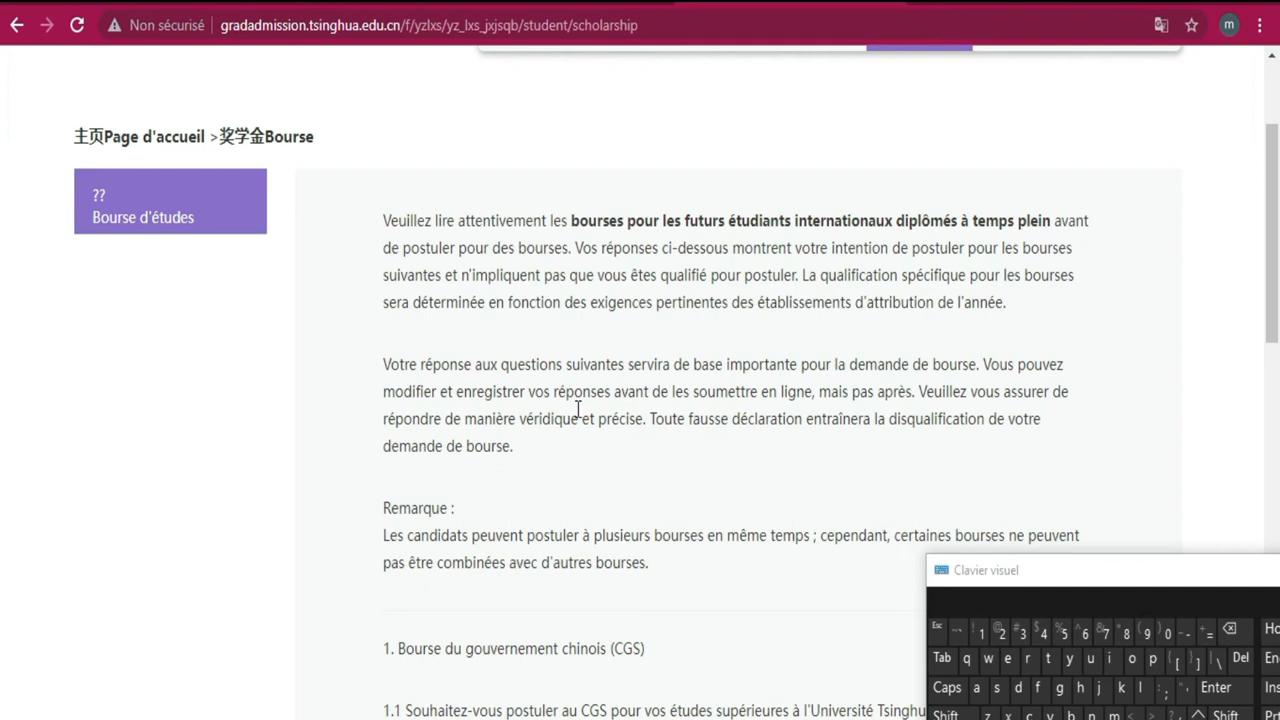 Non sécurisé
gradadmission.tsinghua.edu.cn/f/yzlxs/yz_lxs_jxjsqb/student/scholarship
m
主页Page d'accueil >奖学金Bourse
??
Bourse d'études
Veuillez lire attentivement les bourses pour les futurs étudiants internationaux diplômés à temps plein avant
de postuler pour des bourses. Vos réponses ci-dessous montrent votre intention de postuler pour les bourses
suivantes et n'impliquent pas que vous êtes qualifié pour postuler. La qualification spécifique pour les bourses
sera déterminée en fonction des exigences pertinentes des établissements d'attribution de l'année.
Votre réponse aux questions suivantes servira de base importante pour la demande de bourse. Vous pouvez
modifier et enregistrer vos réponses avant de les soumettre en ligne, mais pas après. Veuillez vous assurer de
répondre de manière véridique et précise. Toute fausse déclaration entraînera la disqualification de votre
demande de bourse.
Remarque :
Les candidats peuvent postuler à plusieurs bourses en même temps ; cependant, certaines bourses ne peuvent
pas être combinées avec d'autres bourses.
1. Bourse du gouvernement chinois (CGS)
1.1 Souhaitez-vous postuler au CGS pour vos études supérieures à l'Université Tsinghu
Clavier visuel
Esc ~ ` ! 1 @ 2 # 3 $ 4 % 5 ^ 6 & 7 * 8 ( 9 ) 0 _ - + = Ho
Tab q w e r t y u i o p { [ } ] | \ Del En
Caps a s d f g h j k l : ; " ' Enter Ins
Shift z x c v b n m < , > . ? / Shift